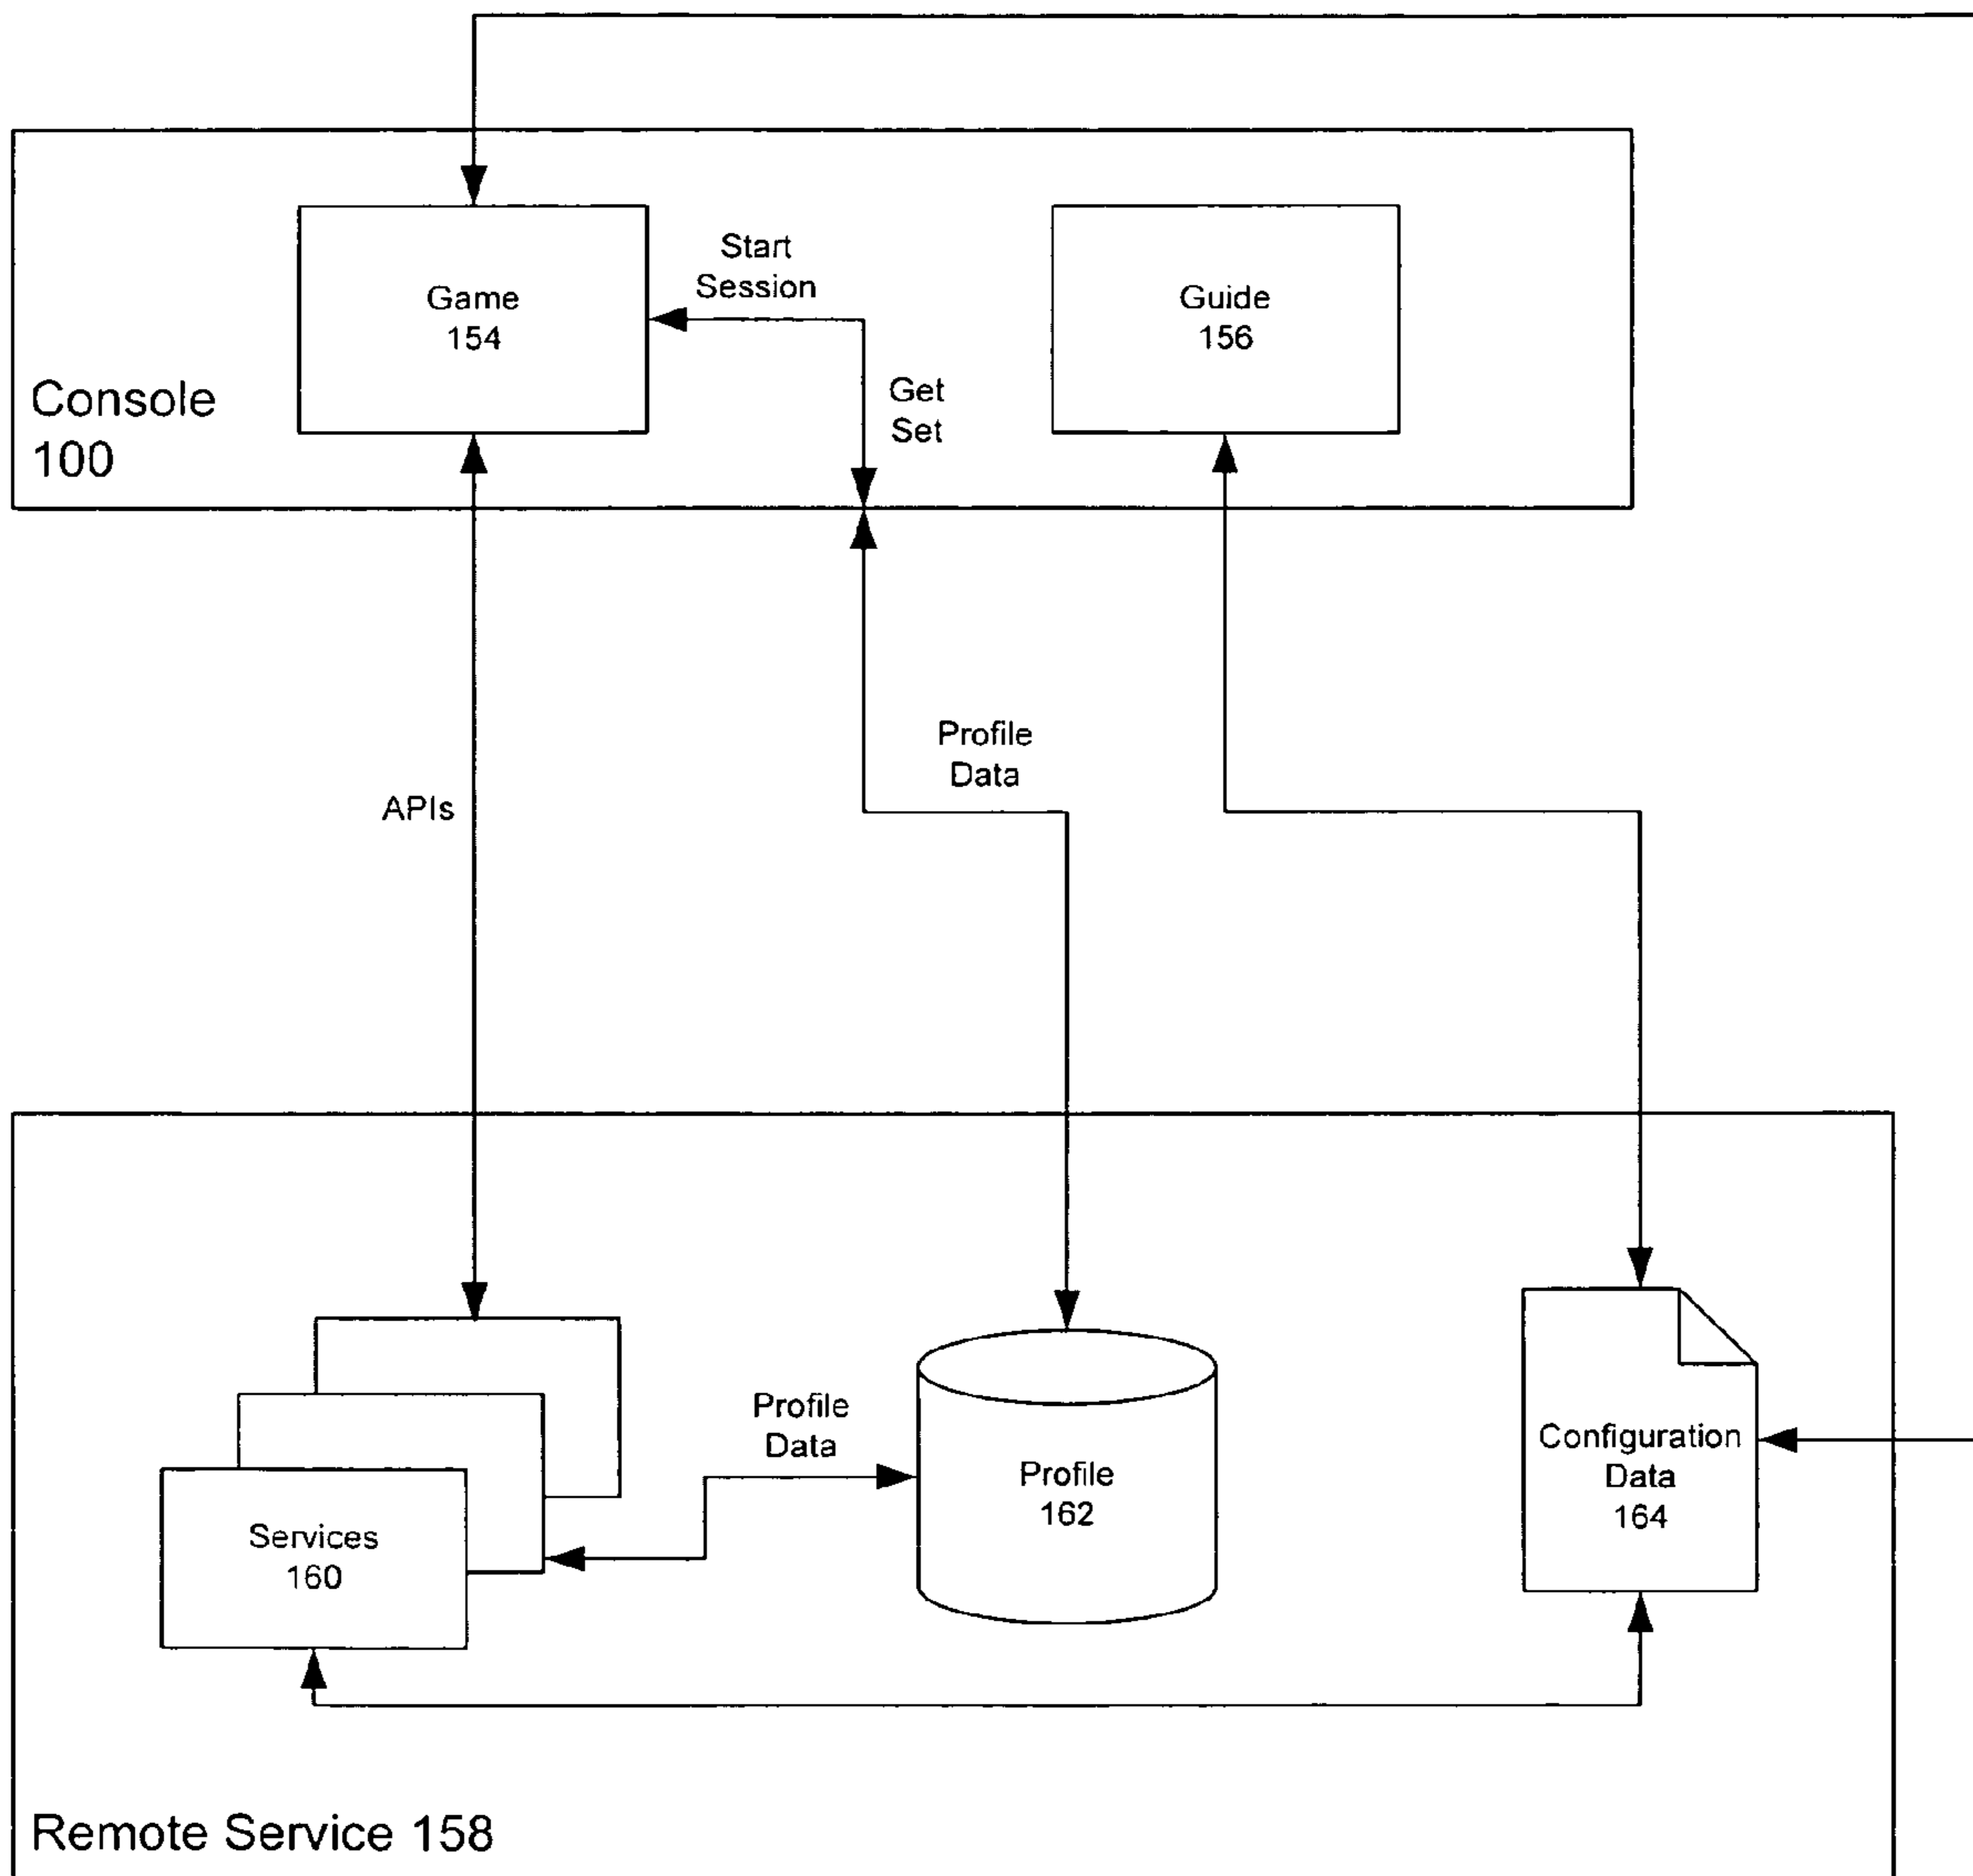 Start
Session
Game
154
Guide
156
Get
Set
Console
100
Profile
Data
APIs
Profile
Data
Configuration
Data
164
Profile
162
Services
160
Remote Service 158